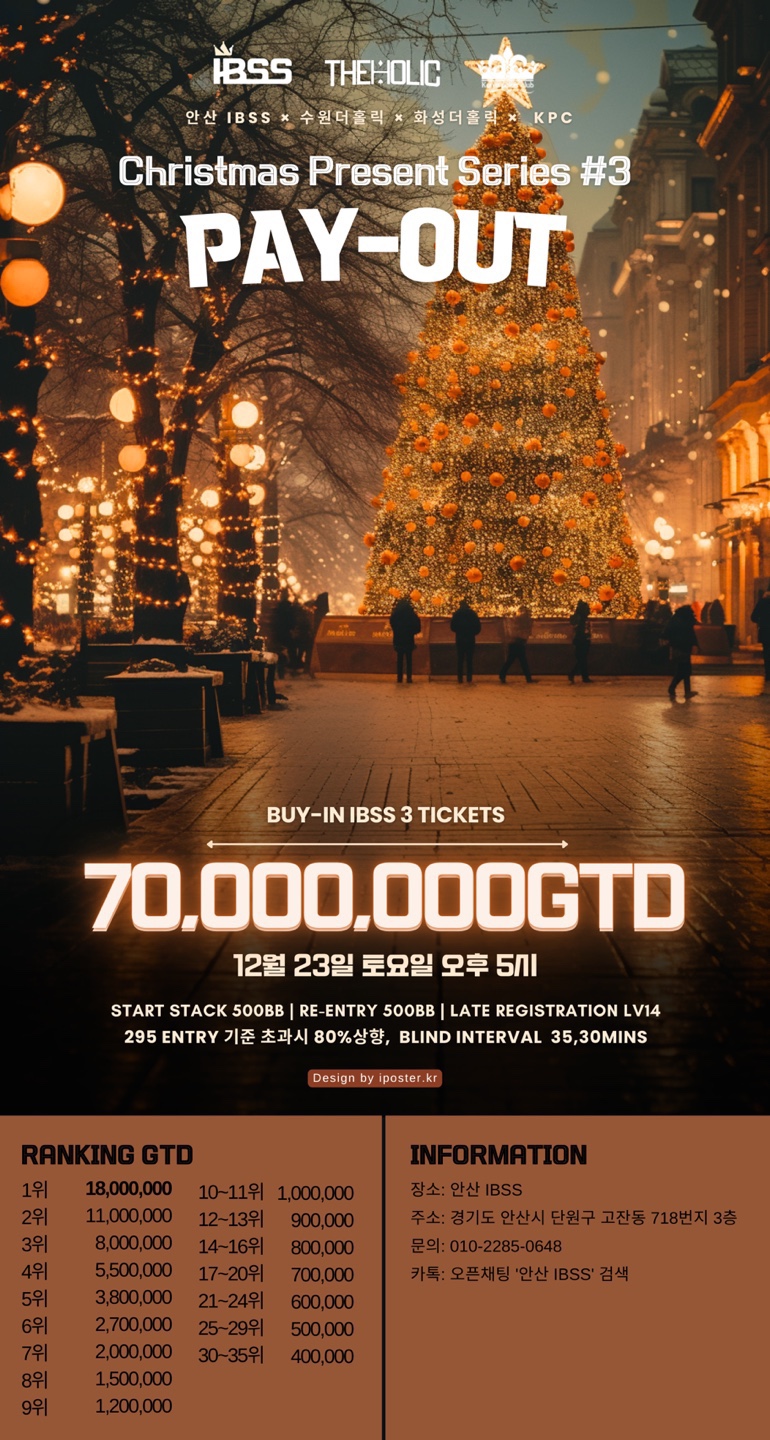 IBSS THE HOLIC
안산 IBSS × 수원더홀릭 × 화성더홀릭 × KPC
Christmas Present Series #3
PAY-OUT
BUY-IN IBSS 3 TICKETS
70,000,000GTD
12월 23일 토요일 오후 5시
START STACK 500BB | RE-ENTRY 500BB | LATE REGISTRATION LV14
295 ENTRY 기준 초과시 80%상향, BLIND INTERVAL 35,30MINS
Design by iposter.kr
RANKING GTD
1위 18,000,000
2위 11,000,000
3위 8,000,000
4위 5,500,000
5위 3,800,000
6위 2,700,000
7위 2,000,000
8위 1,500,000
9위 1,200,000
10~11위 1,000,000
12~13위 900,000
14~16위 800,000
17~20위 700,000
21~24위 600,000
25~29위 500,000
30~35위 400,000
INFORMATION
장소: 안산 IBSS
주소: 경기도 안산시 단원구 고잔동 718번지 3층
문의: 010-2285-0648
카톡: 오픈채팅 '안산 IBSS' 검색